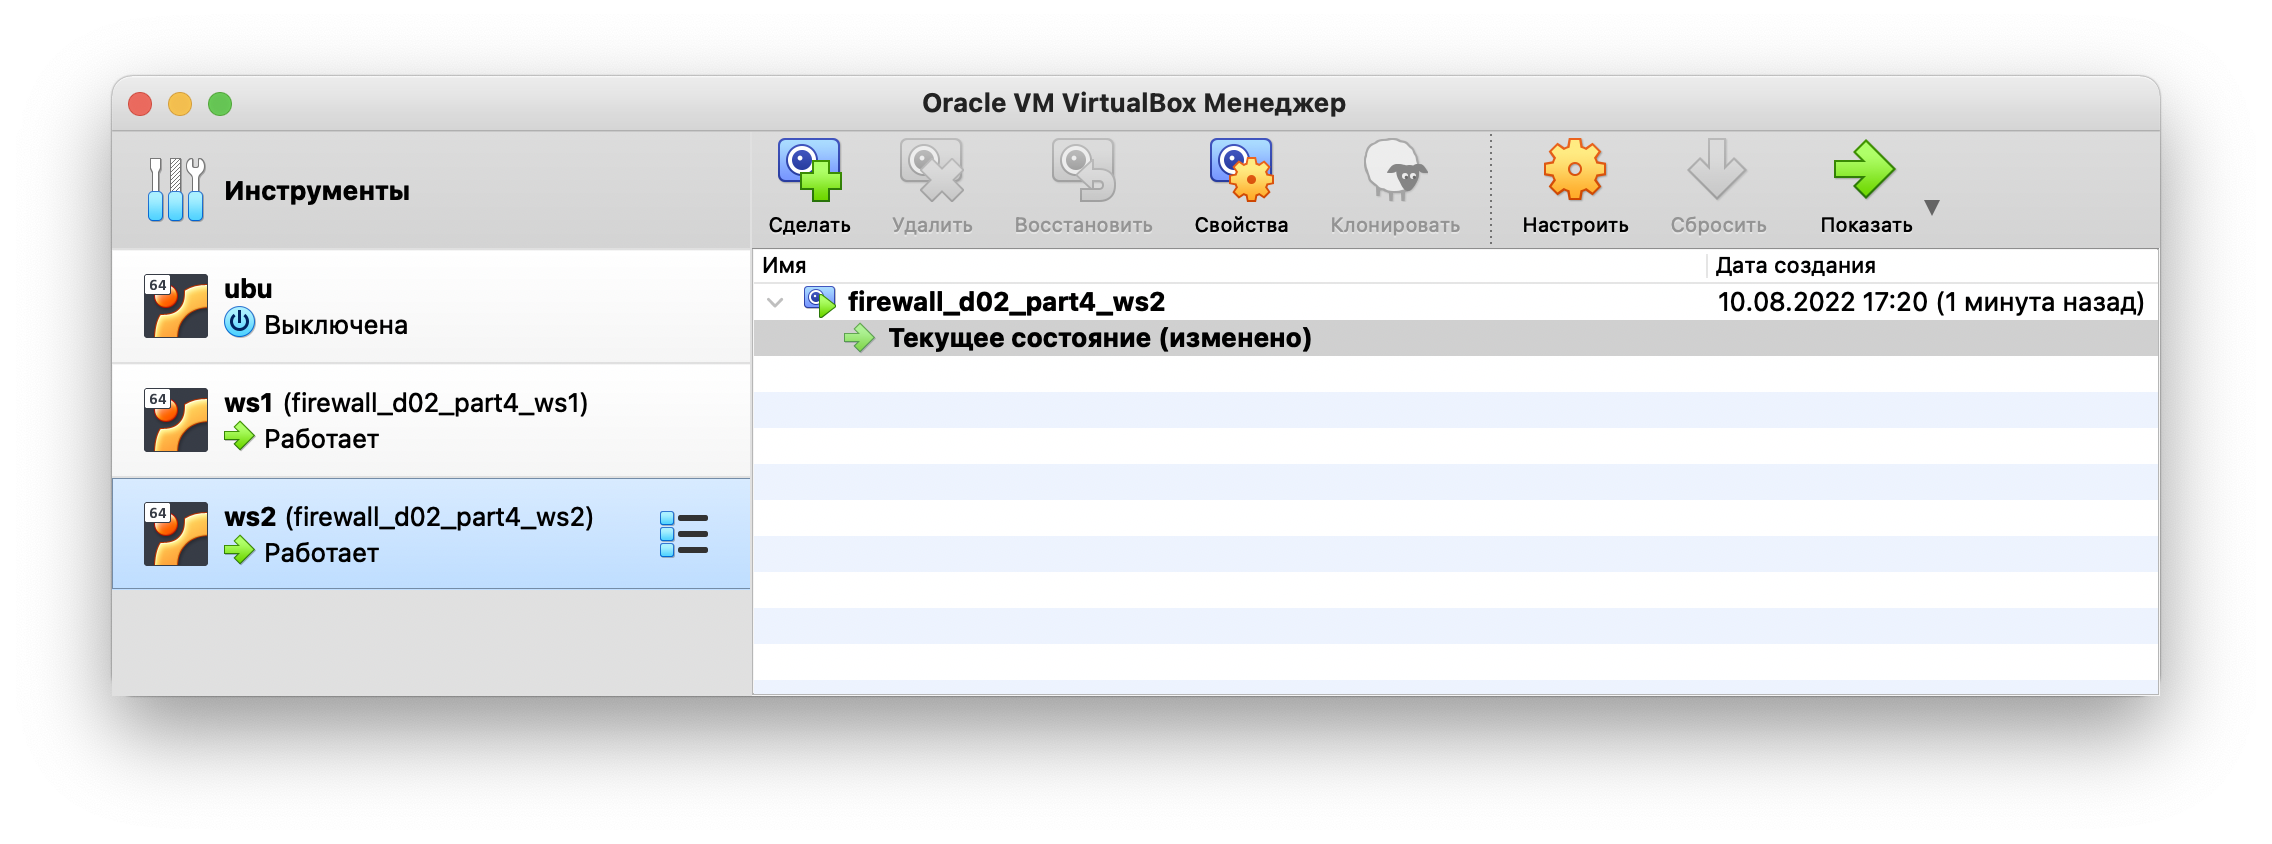 Oracle VM VirtualBox Менеджер
Инструменты
Сделать Удалить Восстановить Свойства Клонировать Настроить Сбросить Показать
64 ubu
Выключена
64 ws1 (firewall_d02_part4_ws1)
Работает
64 ws2 (firewall_d02_part4_ws2)
Работает
Имя Дата создания
firewall_d02_part4_ws2 10.08.2022 17:20 (1 минута назад)
Текущее состояние (изменено)